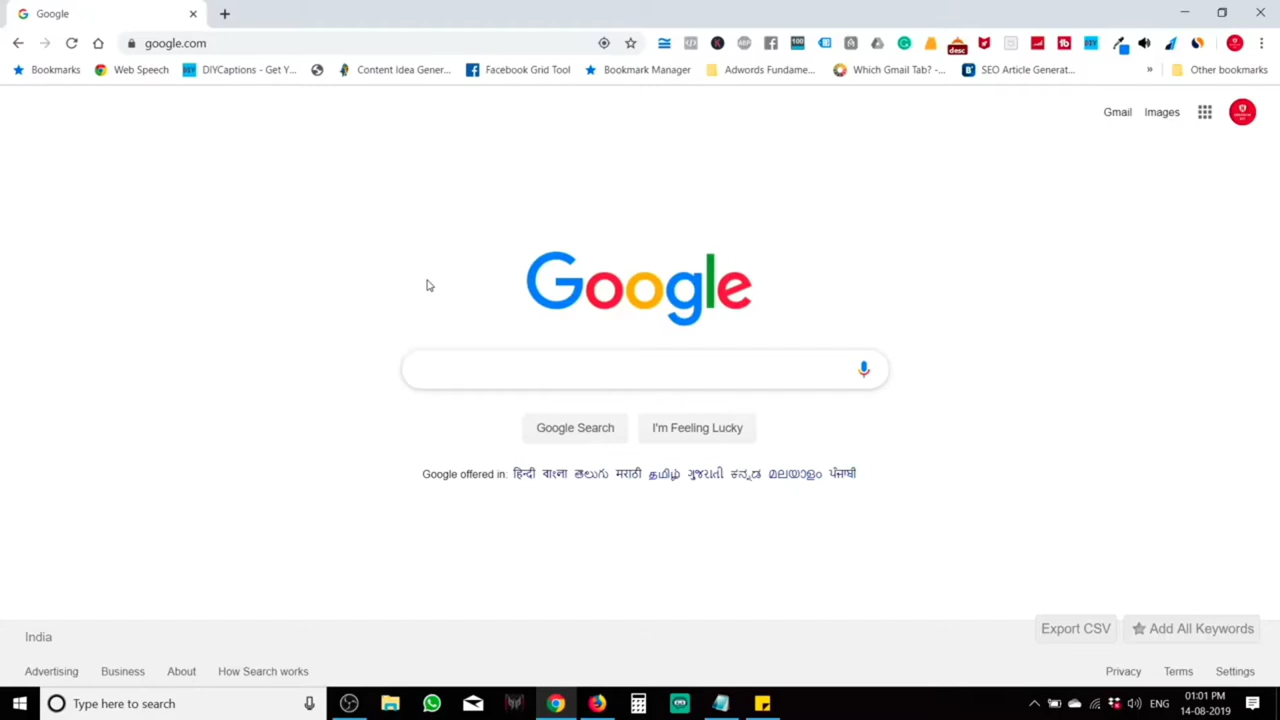 Google
google.com
Bookmarks Web Speech DIYCaptions - Get Y... Content Idea Gener... Facebook Grid Tool Bookmark Manager Adwords Fundame... Which Gmail Tab? -... SEO Article Generat... » Other bookmarks
Gmail Images
Google
Google Search I'm Feeling Lucky
Google offered in: हिन्दी বাংলা తెలుగు मराठी தமிழ் ગુજરાતી ಕನ್ನಡ മലയാളം ਪੰਜਾਬੀ
Export CSV Add All Keywords
India
Advertising Business About How Search works Privacy Terms Settings
Type here to search ENG 01:01 PM
14-08-2019